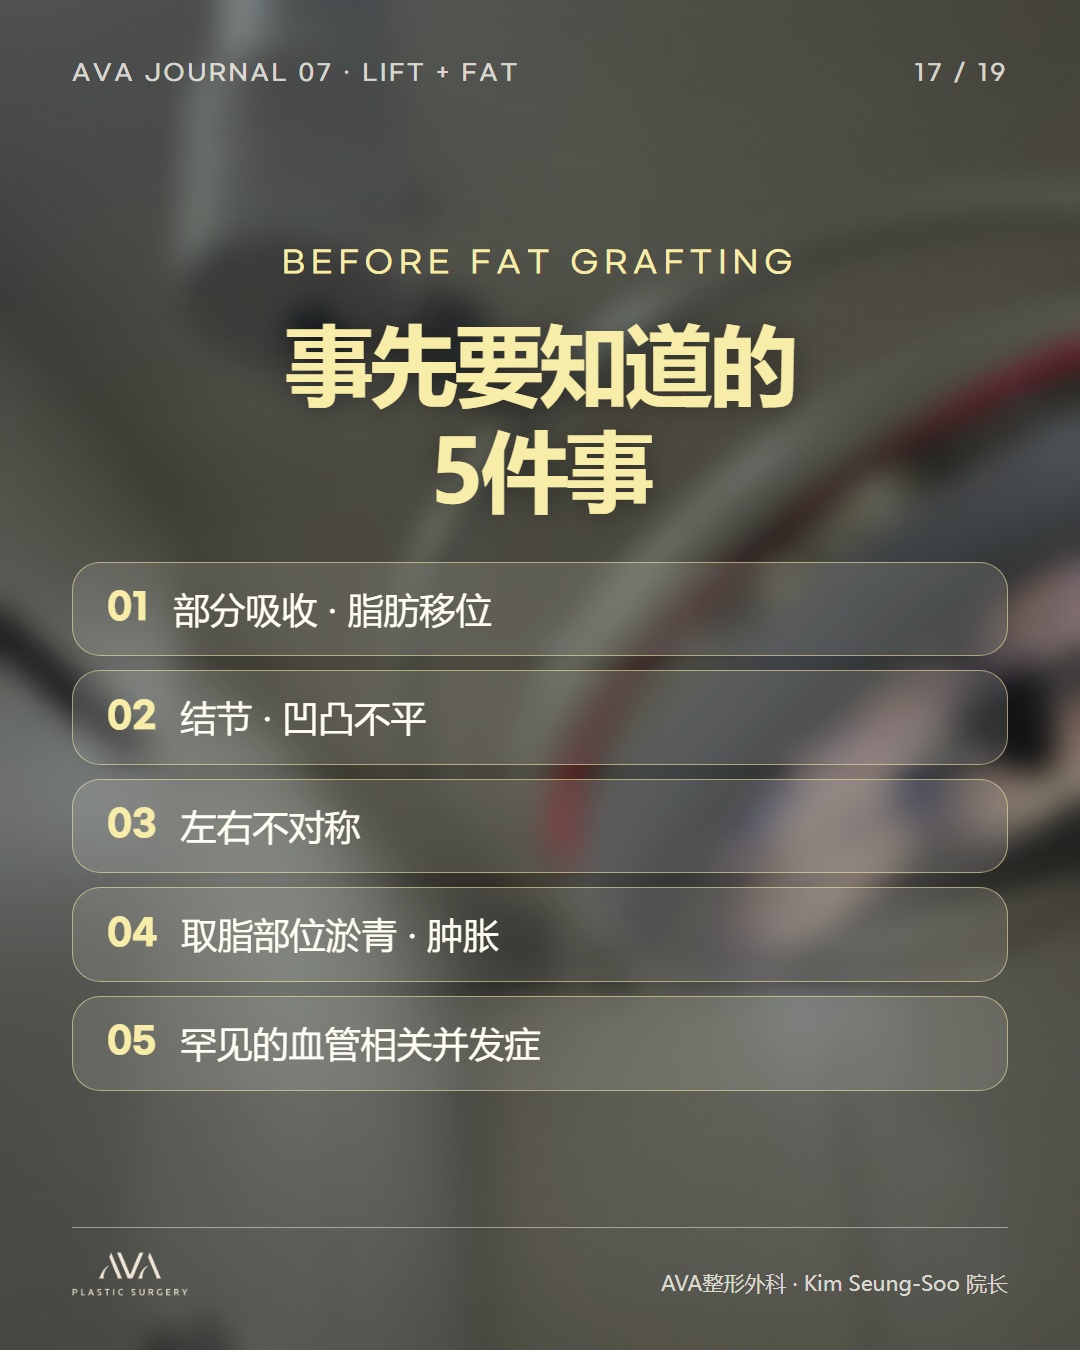 AVA JOURNAL 07 · LIFT + FAT
17 / 19
BEFORE FAT GRAFTING
事先要知道的
5件事
01 部分吸收 · 脂肪移位
02 结节 · 凹凸不平
03 左右不对称
04 取脂部位淤青 · 肿胀
05 罕见的血管相关并发症
AVA
PLASTIC SURGERY
AVA整形外科 · Kim Seung-Soo 院长